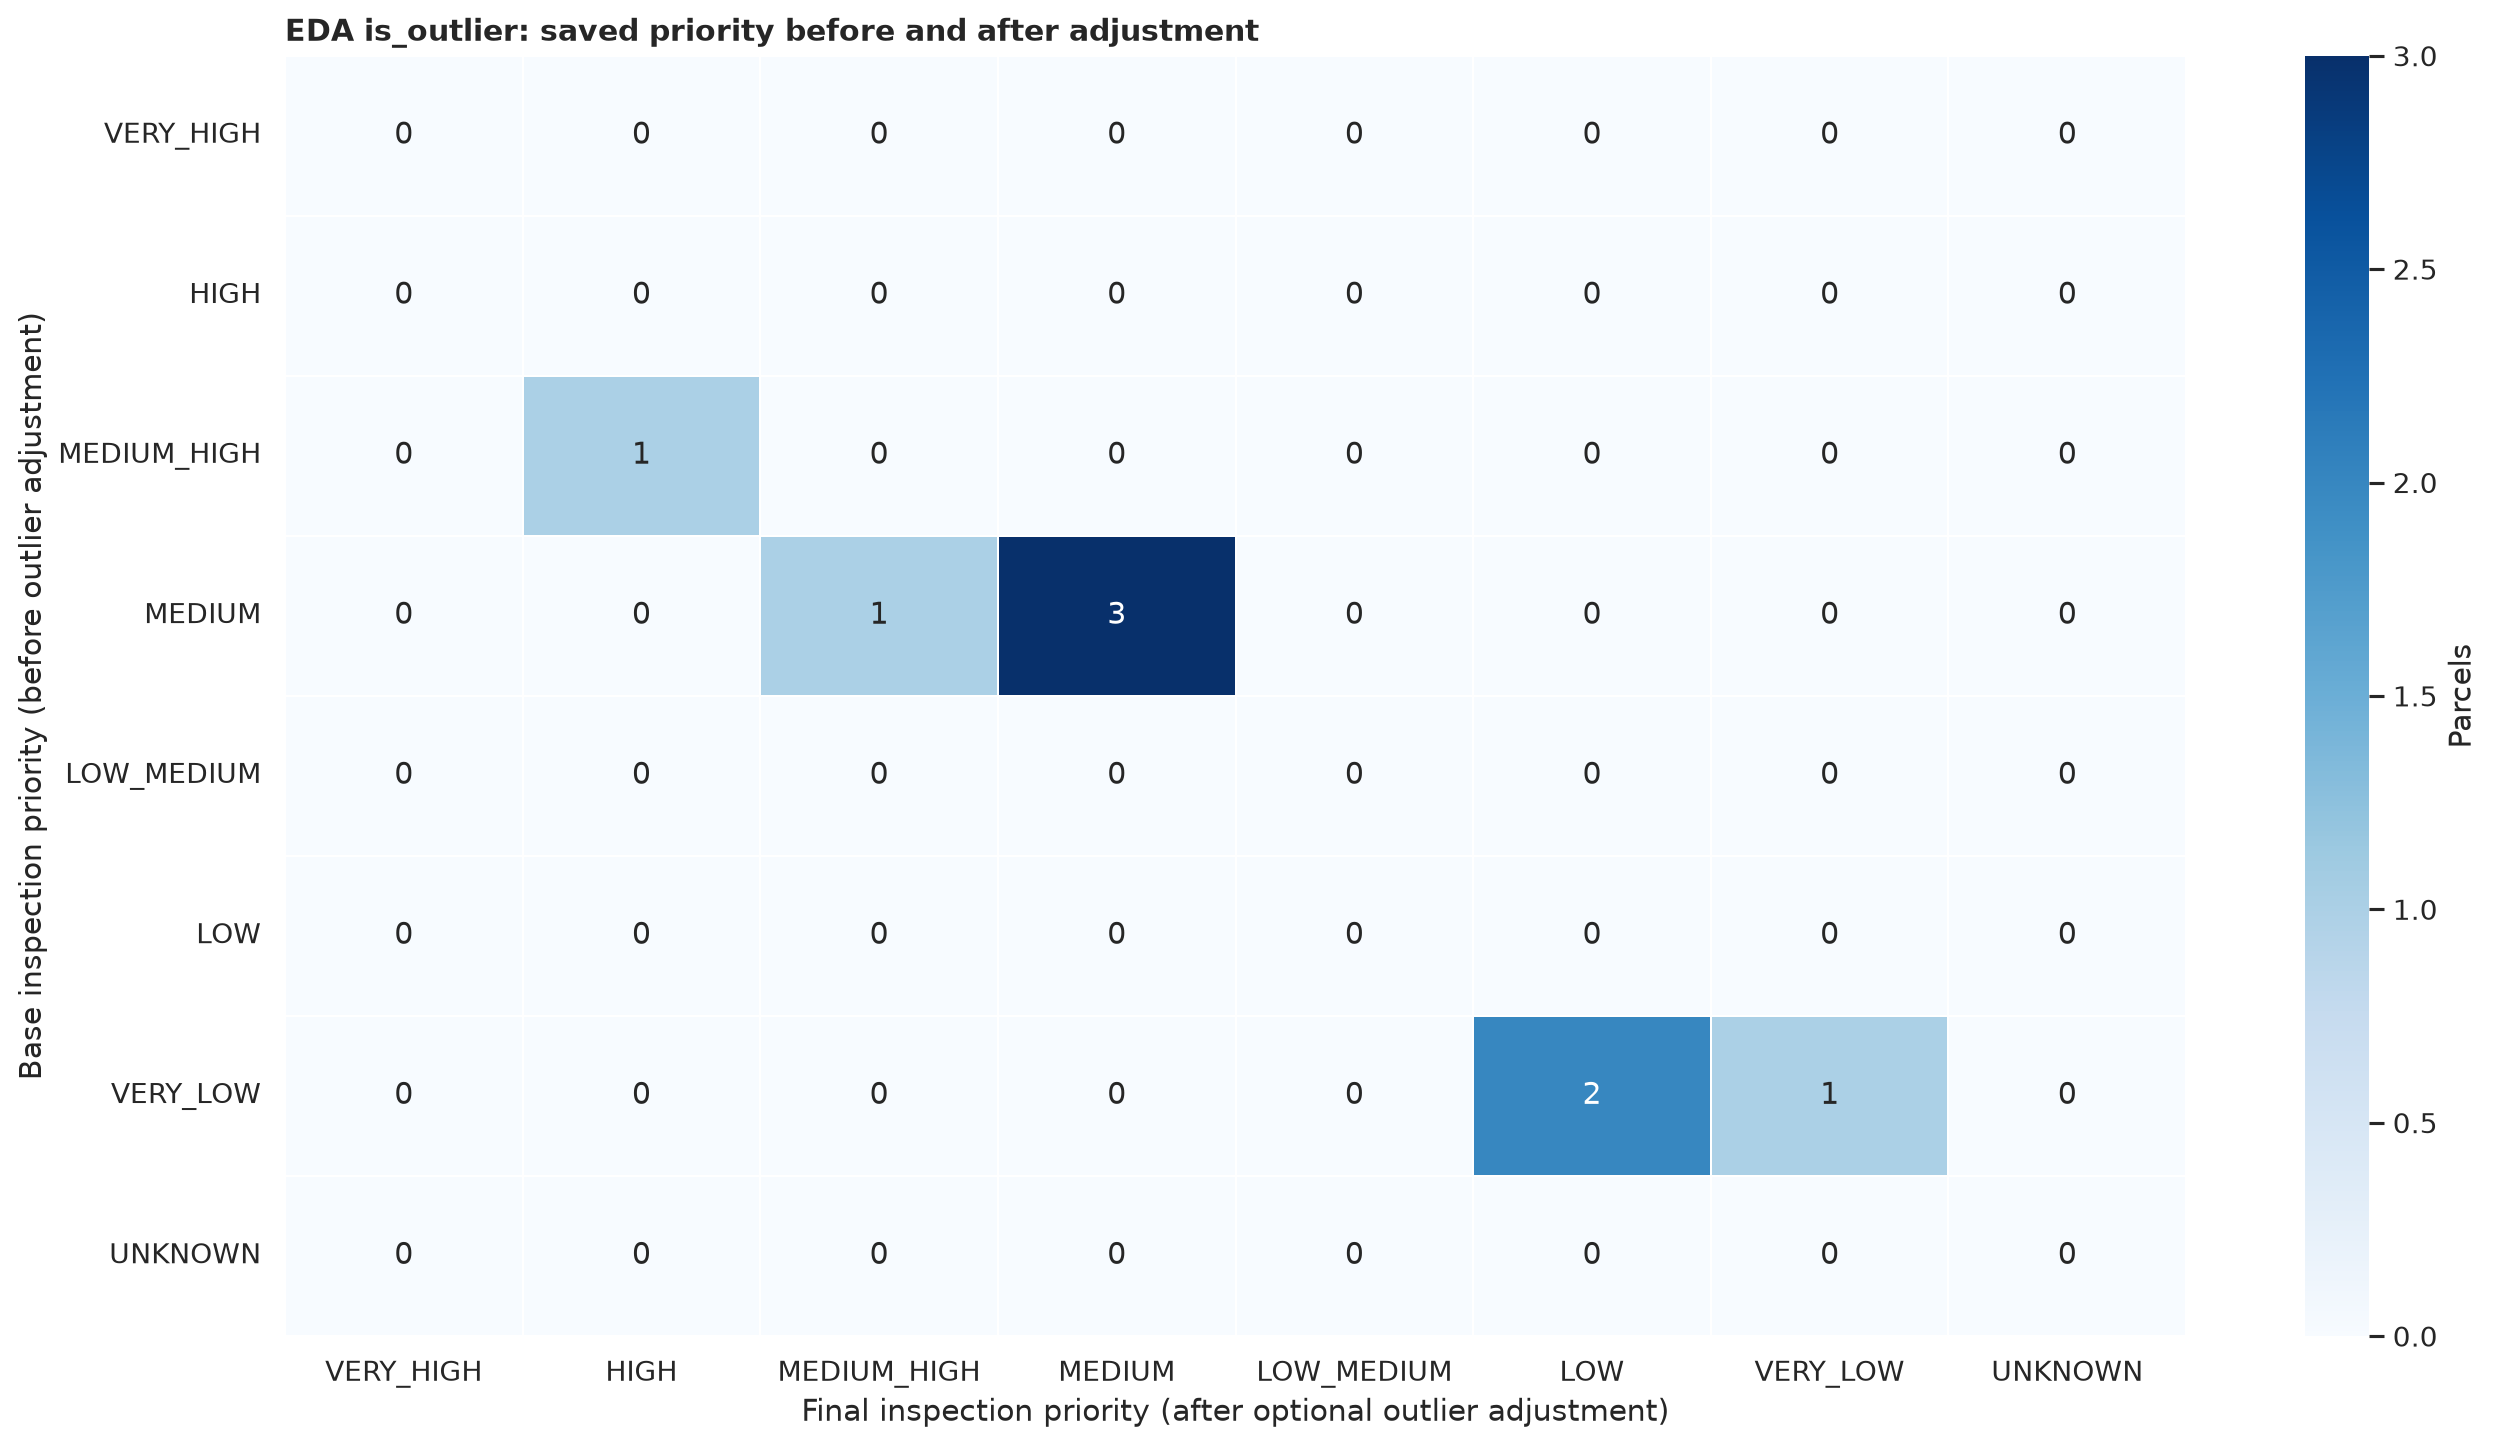 EDA is_outlier: saved priority before and after adjustment
Base inspection priority (before outlier adjustment)
VERY_HIGH 0 0 0 0 0 0 0 0
HIGH 0 0 0 0 0 0 0 0
MEDIUM_HIGH 0 1 0 0 0 0 0 0
MEDIUM 0 0 1 3 0 0 0 0
LOW_MEDIUM 0 0 0 0 0 0 0 0
LOW 0 0 0 0 0 0 0 0
VERY_LOW 0 0 0 0 0 2 1 0
UNKNOWN 0 0 0 0 0 0 0 0
VERY_HIGH HIGH MEDIUM_HIGH MEDIUM LOW_MEDIUM LOW VERY_LOW UNKNOWN
Final inspection priority (after optional outlier adjustment)
3.0
2.5
2.0
1.5
1.0
0.5
0.0
Parcels